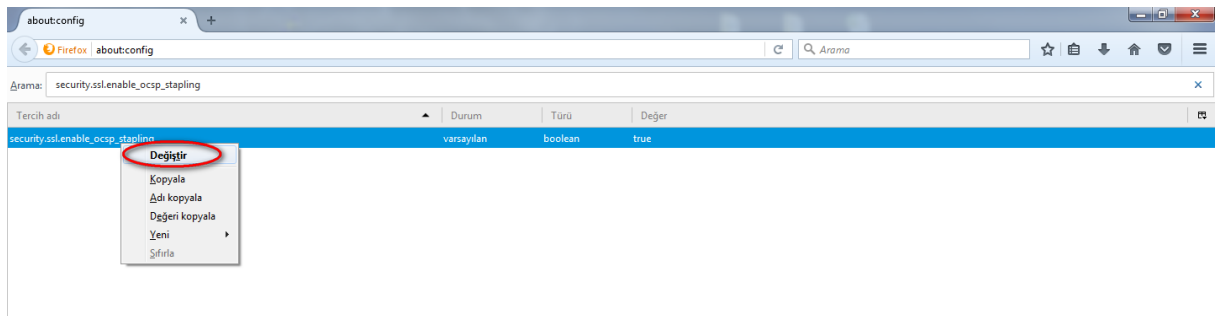 about:config
Firefox about:config Arama
Arama: security.ssl.enable_ocsp_stapling
Tercih adı Durum Türü Değer
security.ssl.enable_ocsp_stapling varsayılan boolean true
Değiştir
Kopyala
Adı kopyala
Değeri kopyala
Yeni
Sıfırla